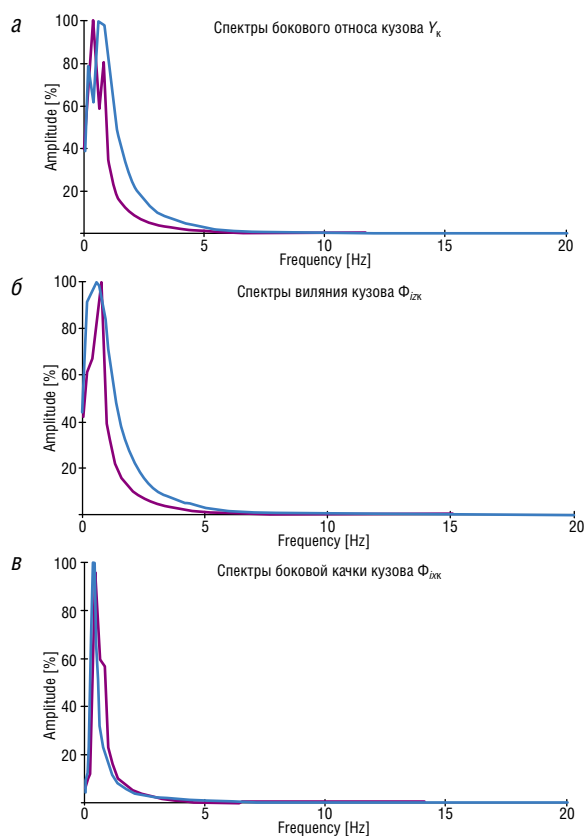 а
Спектры бокового относа кузова Yк
Amplitude [%]
100
80
60
40
20
0 5 10 15 20
Frequency [Hz]
б
Спектры виляния кузова Фizк
Amplitude [%]
100
80
60
40
20
0 5 10 15 20
Frequency [Hz]
в
Спектры боковой качки кузова Фixк
Amplitude [%]
100
80
60
40
20
0 5 10 15 20
Frequency [Hz]